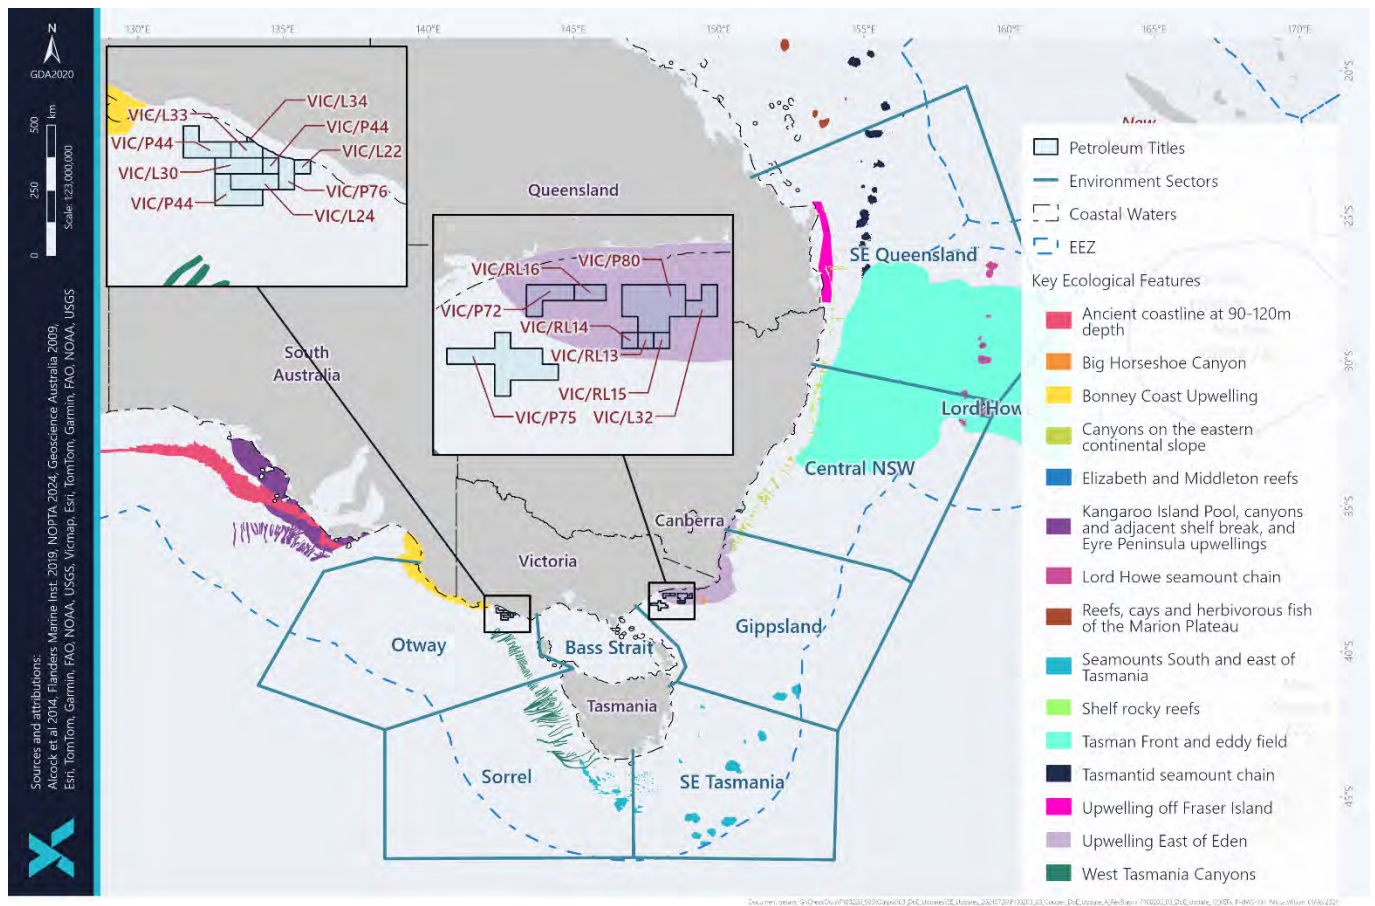 130°E
135°E
140°E
145°E
150°E
155°E
160°E
165°E
170°E
N
GDA2020
km
500
250
0
Scale: 1:23,000,000
Sources and attributions:
Alcock et al 2014, Flanders Marine Inst. 2019, NOPTA 2024, Geoscience Australia 2009,
Esri, TomTom, Garmin, FAO, NOAA, USGS, Vicmap, Esri, TomTom, Garmin, FAO, NOAA, USGS
20°S
25°S
30°S
35°S
40°S
45°S
VIC/L34
VIC/L33
VIC/P44
VIC/P44
VIC/L22
VIC/L30
VIC/P76
VIC/P44
VIC/L24
VIC/P80
VIC/RL16
VIC/P72
VIC/RL14
VIC/RL13
VIC/RL15
VIC/P75
VIC/L32
Queensland
South
Australia
SE Queensland
Lord How
Central NSW
Canberra
Victoria
Otway
Bass Strait
Gippsland
Tasmania
Sorrel
SE Tasmania
New
Petroleum Titles
Environment Sectors
Coastal Waters
EEZ
Key Ecological Features
Ancient coastline at 90-120m
depth
Big Horseshoe Canyon
Bonney Coast Upwelling
Canyons on the eastern
continental slope
Elizabeth and Middleton reefs
Kangaroo Island Pool, canyons
and adjacent shelf break, and
Eyre Peninsula upwellings
Lord Howe seamount chain
Reefs, cays and herbivorous fish
of the Marion Plateau
Seamounts South and east of
Tasmania
Shelf rocky reefs
Tasman Front and eddy field
Tasmantid seamount chain
Upwelling off Fraser Island
Upwelling East of Eden
West Tasmania Canyons